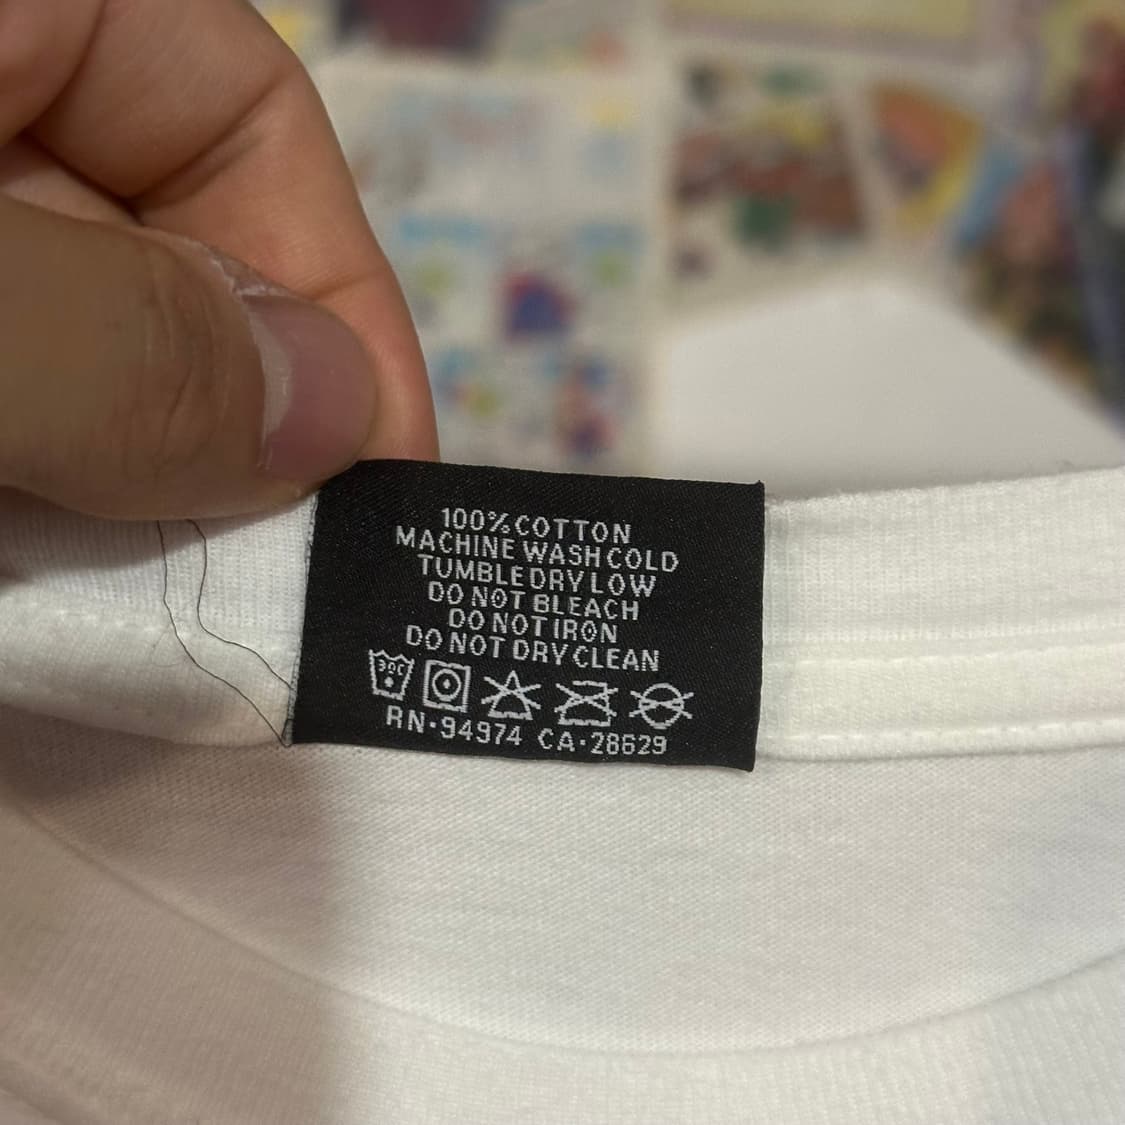 100% COTTON
MACHINE WASH COLD
TUMBLE DRY LOW
DO NOT BLEACH
DO NOT IRON
DO NOT DRY CLEAN
30C
RN·94974 CA·28629